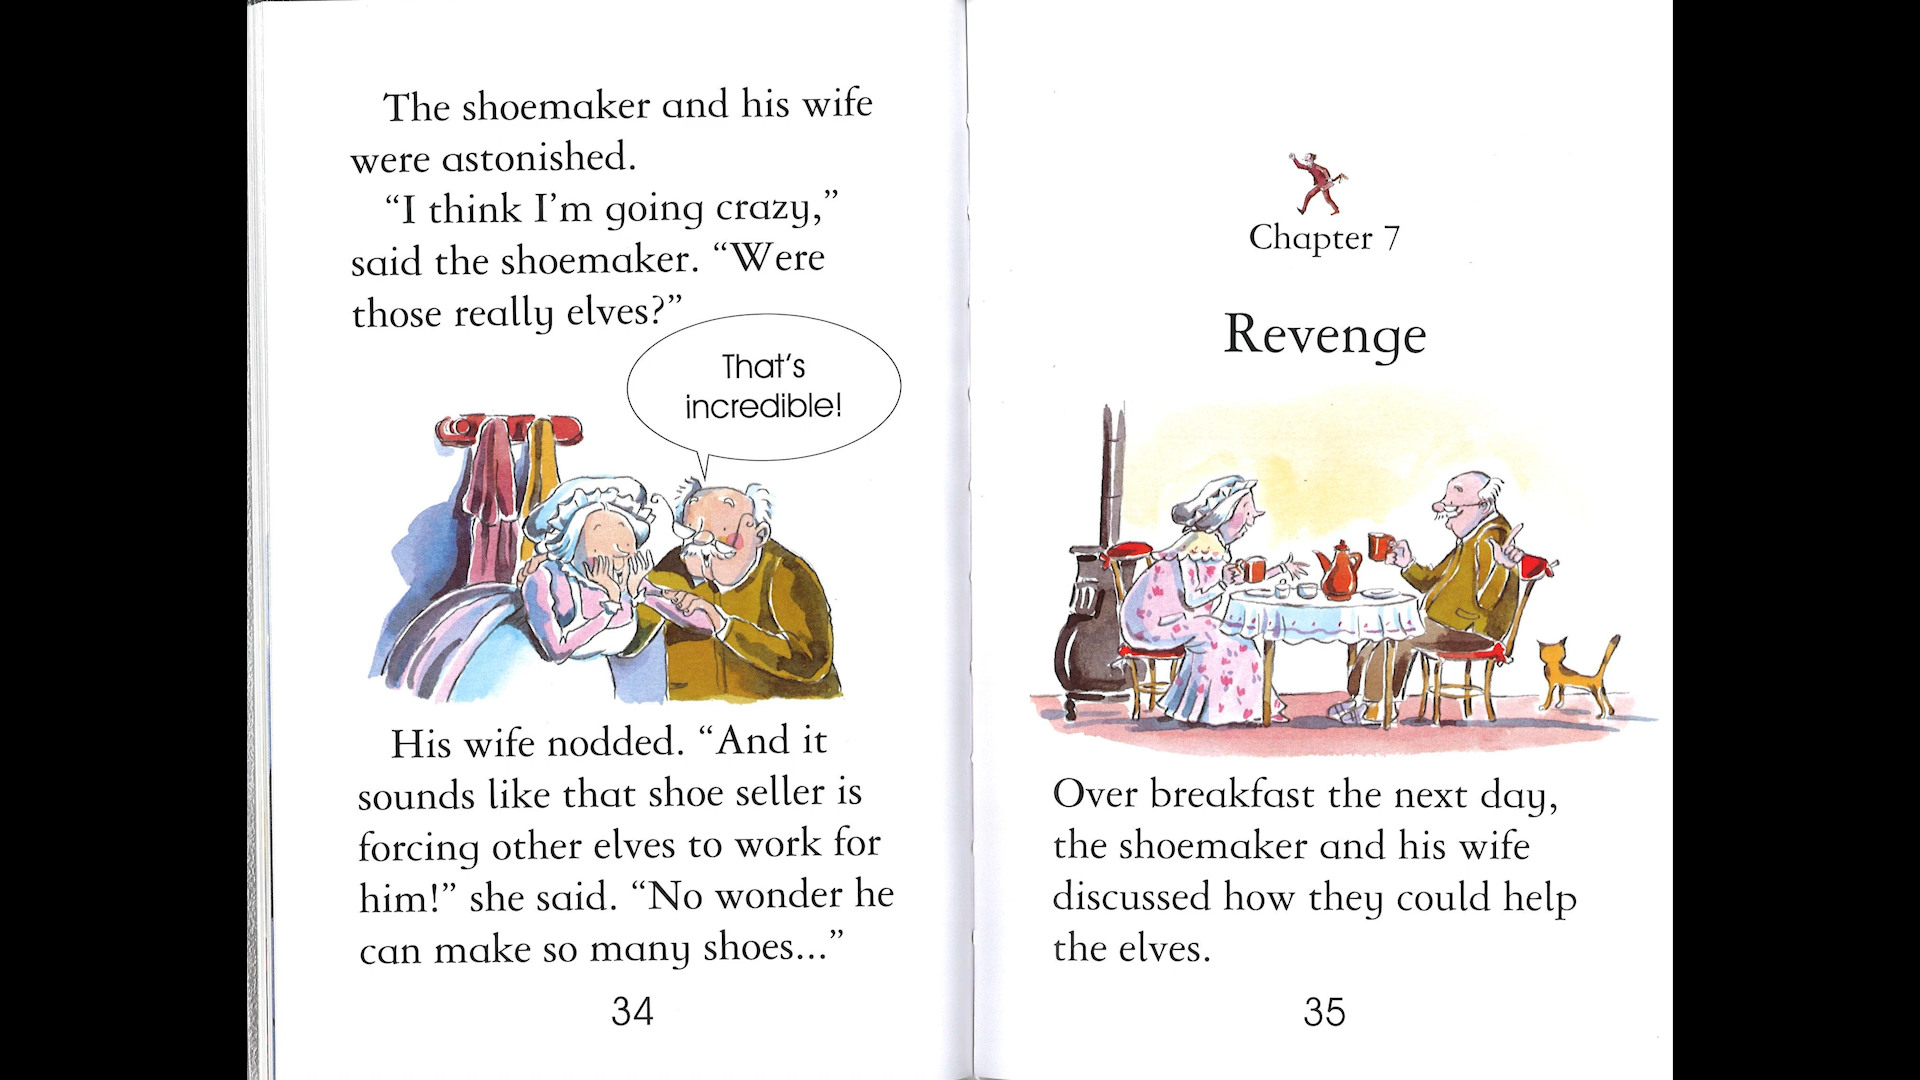 The shoemaker and his wife
were astonished.
“I think I’m going crazy,”
said the shoemaker. “Were
those really elves?”
That’s
incredible!
His wife nodded. “And it
sounds like that shoe seller is
forcing other elves to work for
him!” she said. “No wonder he
can make so many shoes...”
34
Chapter 7
Revenge
Over breakfast the next day,
the shoemaker and his wife
discussed how they could help
the elves.
35